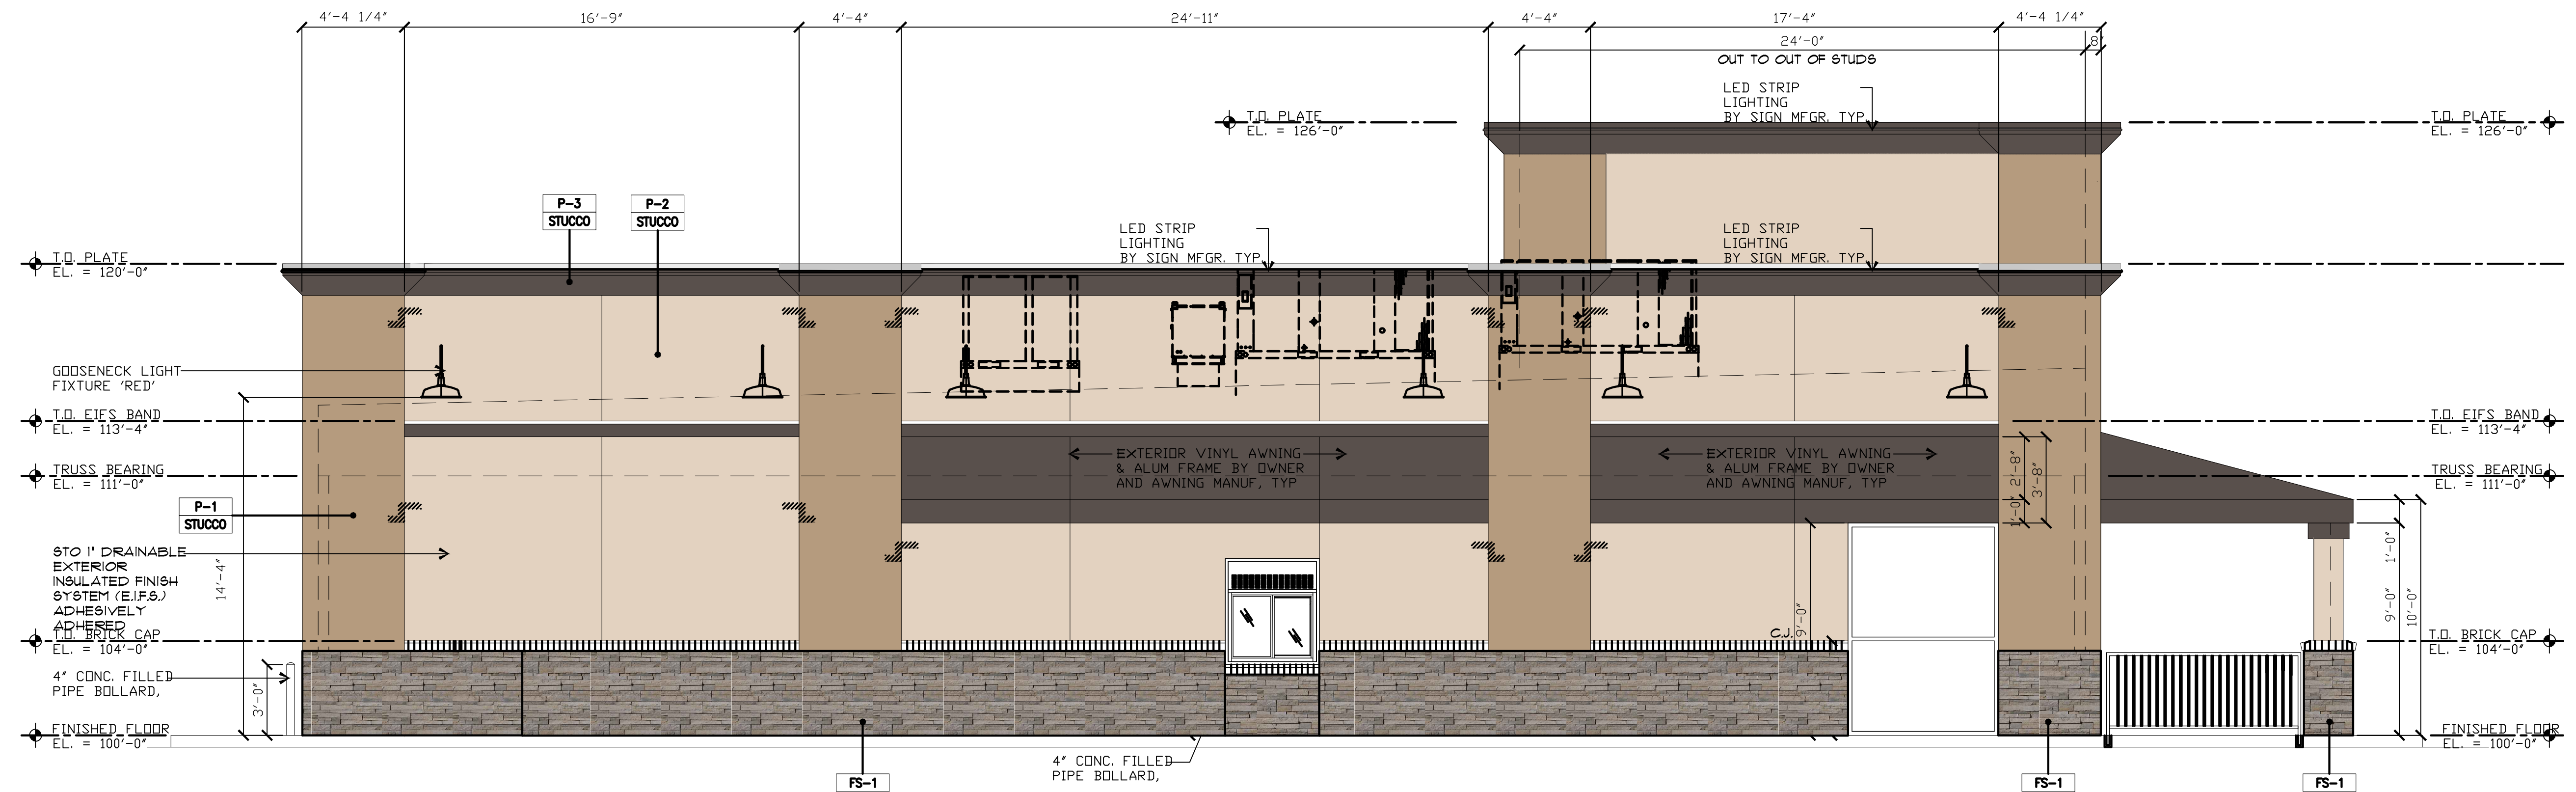 4'-4 1/4"
16'-9"
4'-4"
24'-11"
4'-4"
17'-4"
4'-4 1/4"
24'-0"
8"
OUT TO OUT OF STUDS
LED STRIP
LIGHTING
BY SIGN MFGR. TYP.
T.O. PLATE
EL. = 126'-0"
T.O. PLATE
EL. = 126'-0"
P-3
STUCCO
P-2
STUCCO
LED STRIP
LIGHTING
BY SIGN MFGR. TYP.
LED STRIP
LIGHTING
BY SIGN MFGR. TYP.
T.O. PLATE
EL. = 120'-0"
GOOSENECK LIGHT
FIXTURE 'RED'
T.O. EIFS BAND
EL. = 113'-4"
T.O. EIFS BAND
EL. = 113'-4"
EXTERIOR VINYL AWNING
& ALUM FRAME BY OWNER
AND AWNING MANUF, TYP
EXTERIOR VINYL AWNING
& ALUM FRAME BY OWNER
AND AWNING MANUF, TYP
2'-8"
3'-8"
1'-0"
TRUSS BEARING
EL. = 111'-0"
TRUSS BEARING
EL. = 111'-0"
P-1
STUCCO
STO 1" DRAINABLE
EXTERIOR
INSULATED FINISH
SYSTEM (E.I.F.S.)
ADHESIVELY
ADHERED
14'-4"
1'-0"
9'-0"
10'-0"
9'-0"
C.J.
T.O. BRICK CAP
EL. = 104'-0"
T.O. BRICK CAP
EL. = 104'-0"
4" CONC. FILLED
PIPE BOLLARD,
3'-0"
FINISHED FLOOR
EL. = 100'-0"
FINISHED FLOOR
EL. = 100'-0"
4" CONC. FILLED
PIPE BOLLARD,
FS-1
FS-1
FS-1